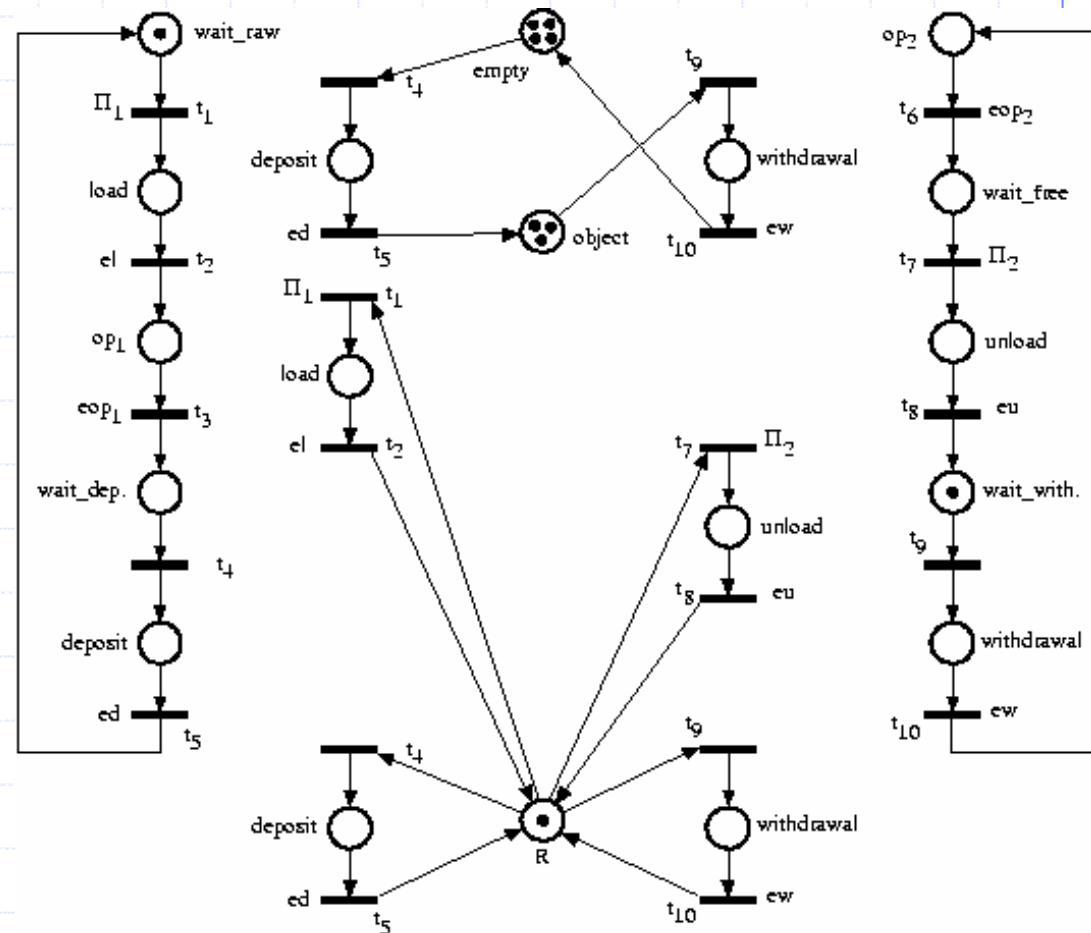 wait_raw
Π1 t1
load
el t2
op1
eop1 t3
wait_dep.
t4
deposit
ed
t5
empty
t4
t9
deposit
withdrawal
ed
t5
object
t10
ew
Π1 t1
load
el t2
t7 Π2
unload
t8 eu
t4
t9
deposit
withdrawal
R
ed
t5
t10
ew
op2
t6 eop2
wait_free
t7 Π2
unload
t8 eu
wait_with.
t9
withdrawal
t10
ew